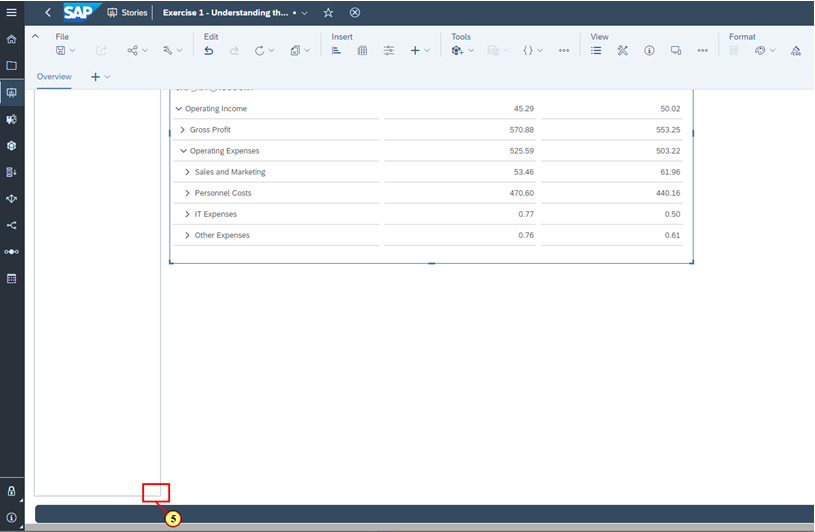 SAP Stories Exercise 1 - Understanding th... •
File Edit Insert Tools View Format
Overview
Operating Income 45.29 50.02
Gross Profit 570.88 553.25
Operating Expenses 525.59 503.22
Sales and Marketing 53.46 61.96
Personnel Costs 470.60 440.16
IT Expenses 0.77 0.50
Other Expenses 0.76 0.61
5